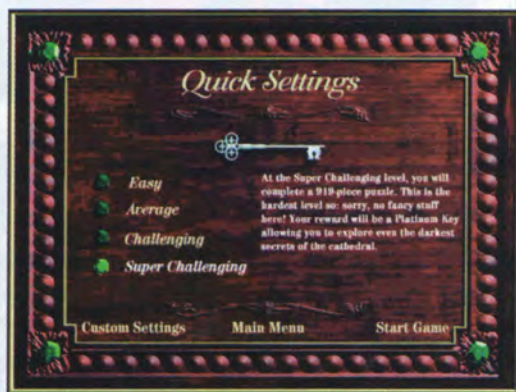 Quick Settings
Easy
Average
Challenging
Super Challenging
At the Super Challenging level, you will
complete a 919-piece puzzle. This is the
hardest level so: sorry, no fancy stuff
here! Your reward will be a Platinum Key
allowing you to explore even the darkest
secrets of the cathedral.
Custom Settings Main Menu Start Game